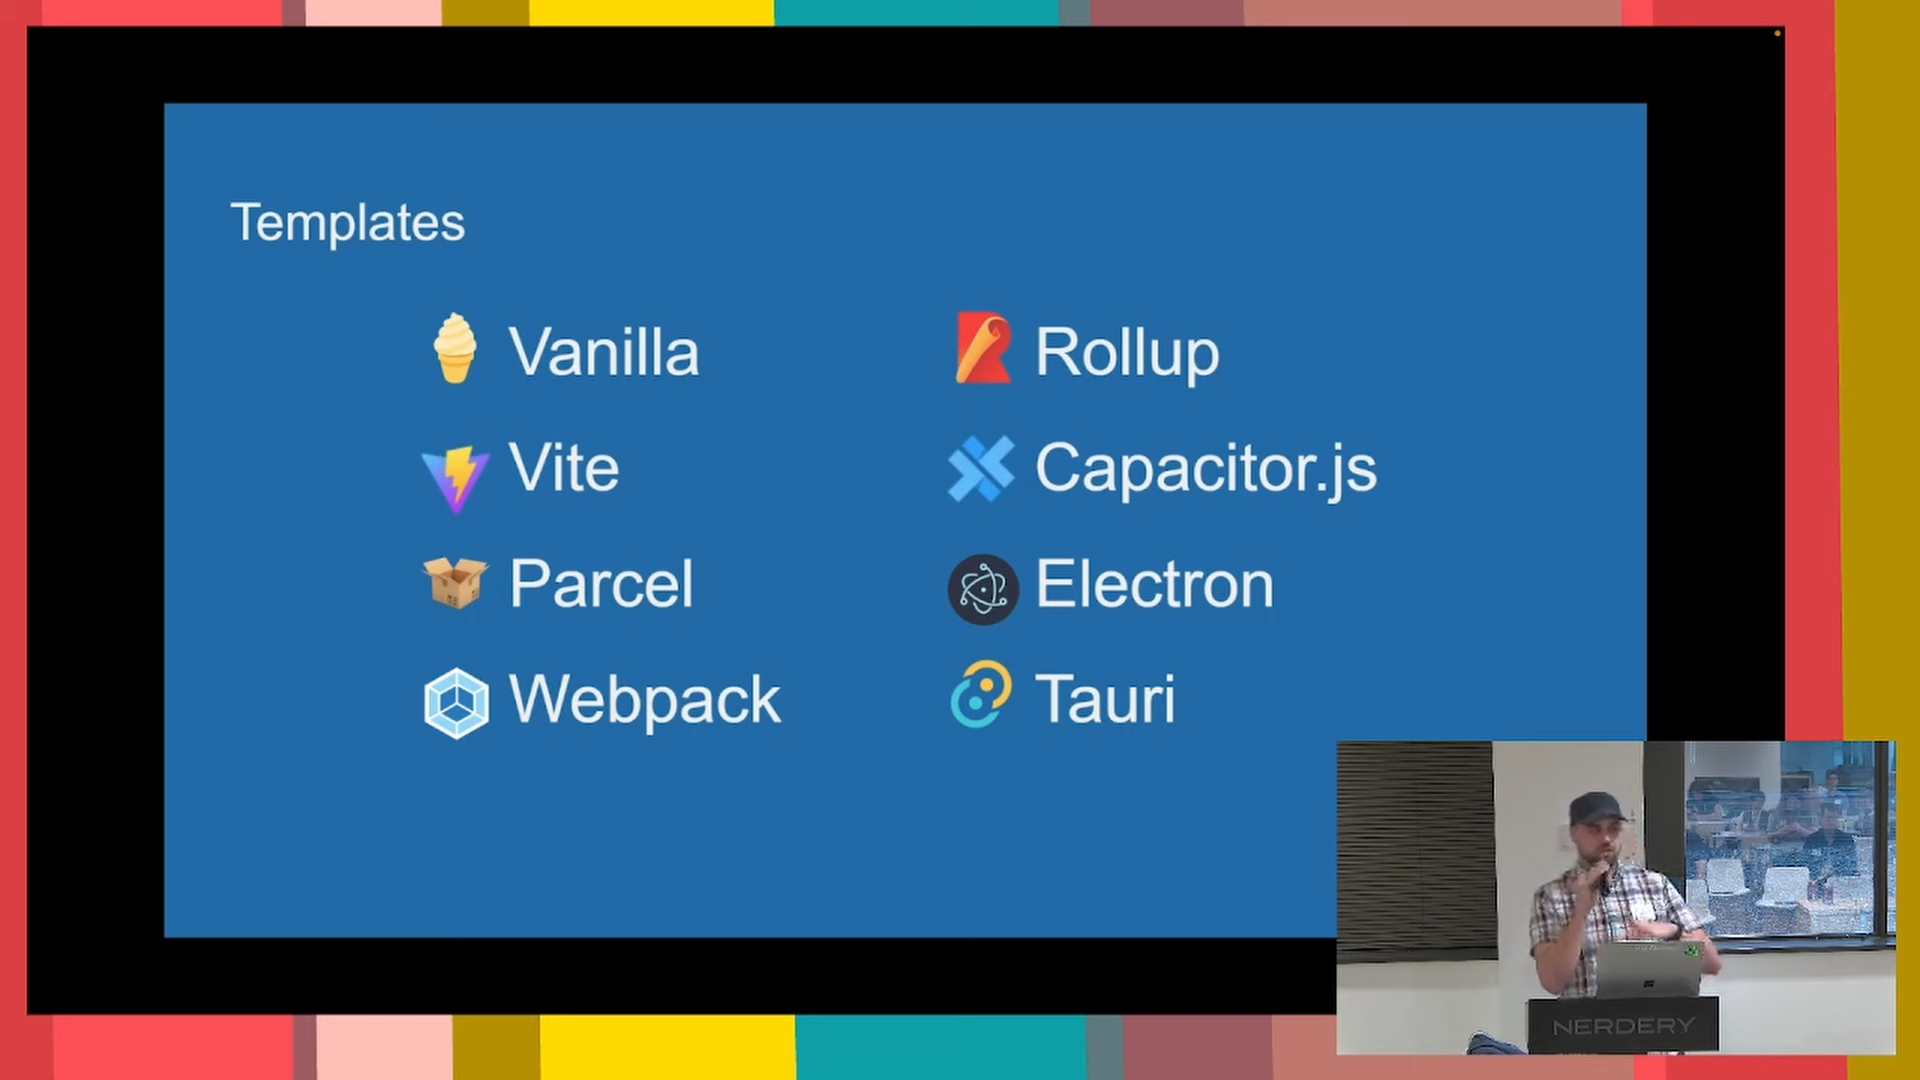 Templates
Vanilla
Vite
Parcel
Webpack
Rollup
Capacitor.js
Electron
Tauri
NERDERY